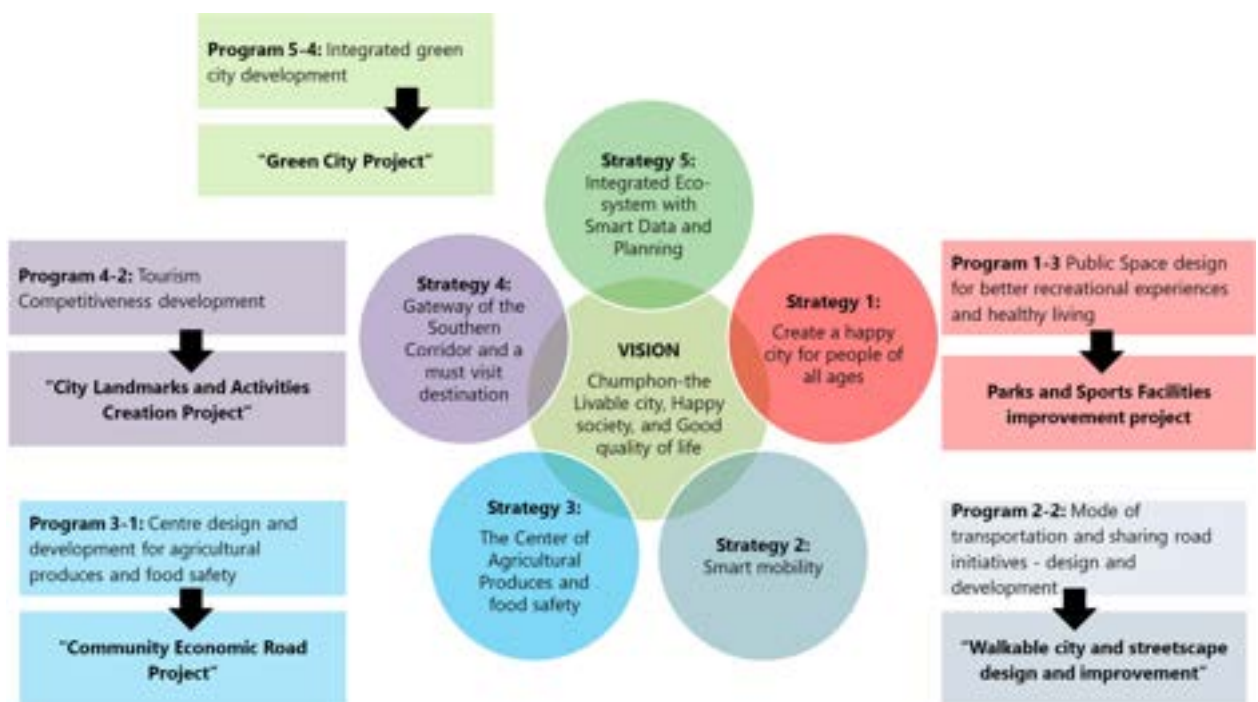 Program 5-4: Integrated green
city development
"Green City Project"
Strategy 5:
Integrated Eco-
system with
Smart Data and
Planning
Program 4-2: Tourism
Competitiveness development
"City Landmarks and Activities
Creation Project"
Strategy 4:
Gateway of the
Southern
Corridor and a
must visit
destination
VISION
Chumphon-the
Livable city, Happy
society, and Good
quality of life
Strategy 1:
Create a happy
city for people of
all ages
Program 1-3 Public Space design
for better recreational experiences
and healthy living
Parks and Sports Facilities
improvement project
Program 3-1: Centre design and
development for agricultural
produces and food safety
"Community Economic Road
Project"
Strategy 3:
The Center of
Agricultural
Produces and
food safety
Strategy 2:
Smart mobility
Program 2-2: Mode of
transportation and sharing road
initiatives - design and
development
"Walkable city and streetscape
design and improvement"